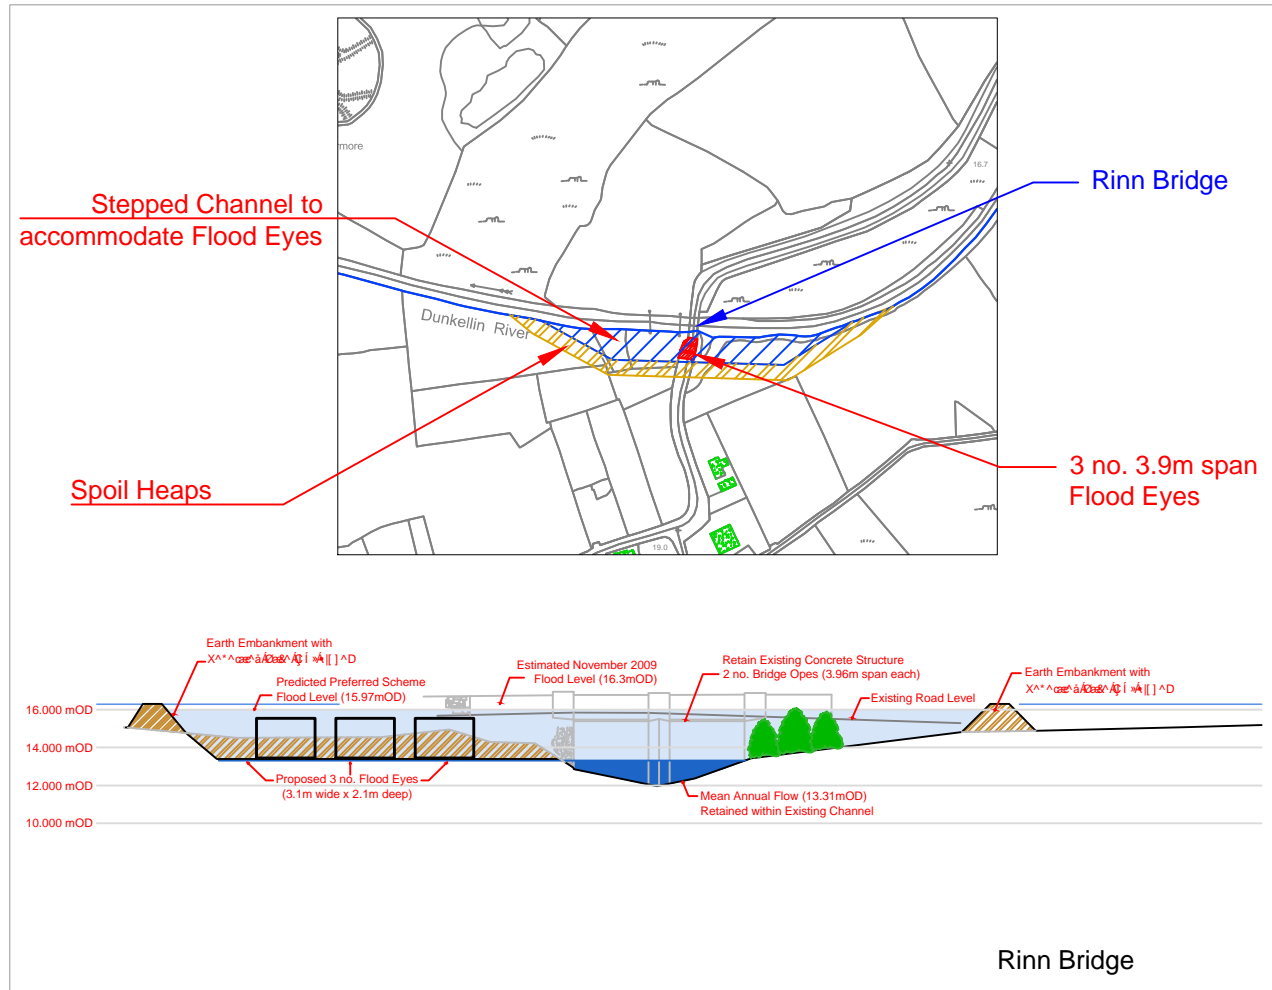 more
16.7
Stepped Channel to
accommodate Flood Eyes
Rinn Bridge
Dunkellin River
Spoil Heaps
3 no. 3.9m span
Flood Eyes
19.0
Earth Embankment with
Predicted Preferred Scheme
Flood Level (15.97mOD)
Estimated November 2009
Flood Level (16.3mOD)
Retain Existing Concrete Structure
2 no. Bridge Opes (3.96m span each)
Existing Road Level
Earth Embankment with
16.000 mOD
14.000 mOD
12.000 mOD
10.000 mOD
Proposed 3 no. Flood Eyes
(3.1m wide x 2.1m deep)
Mean Annual Flow (13.31mOD)
Retained within Existing Channel
Rinn Bridge